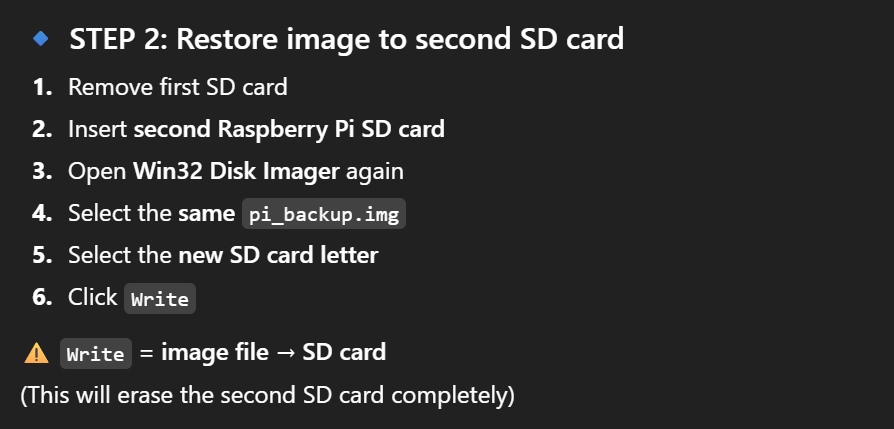 STEP 2: Restore image to second SD card
1. Remove first SD card
2. Insert second Raspberry Pi SD card
3. Open Win32 Disk Imager again
4. Select the same pi_backup.img
5. Select the new SD card letter
6. Click Write
Write = image file → SD card
(This will erase the second SD card completely)